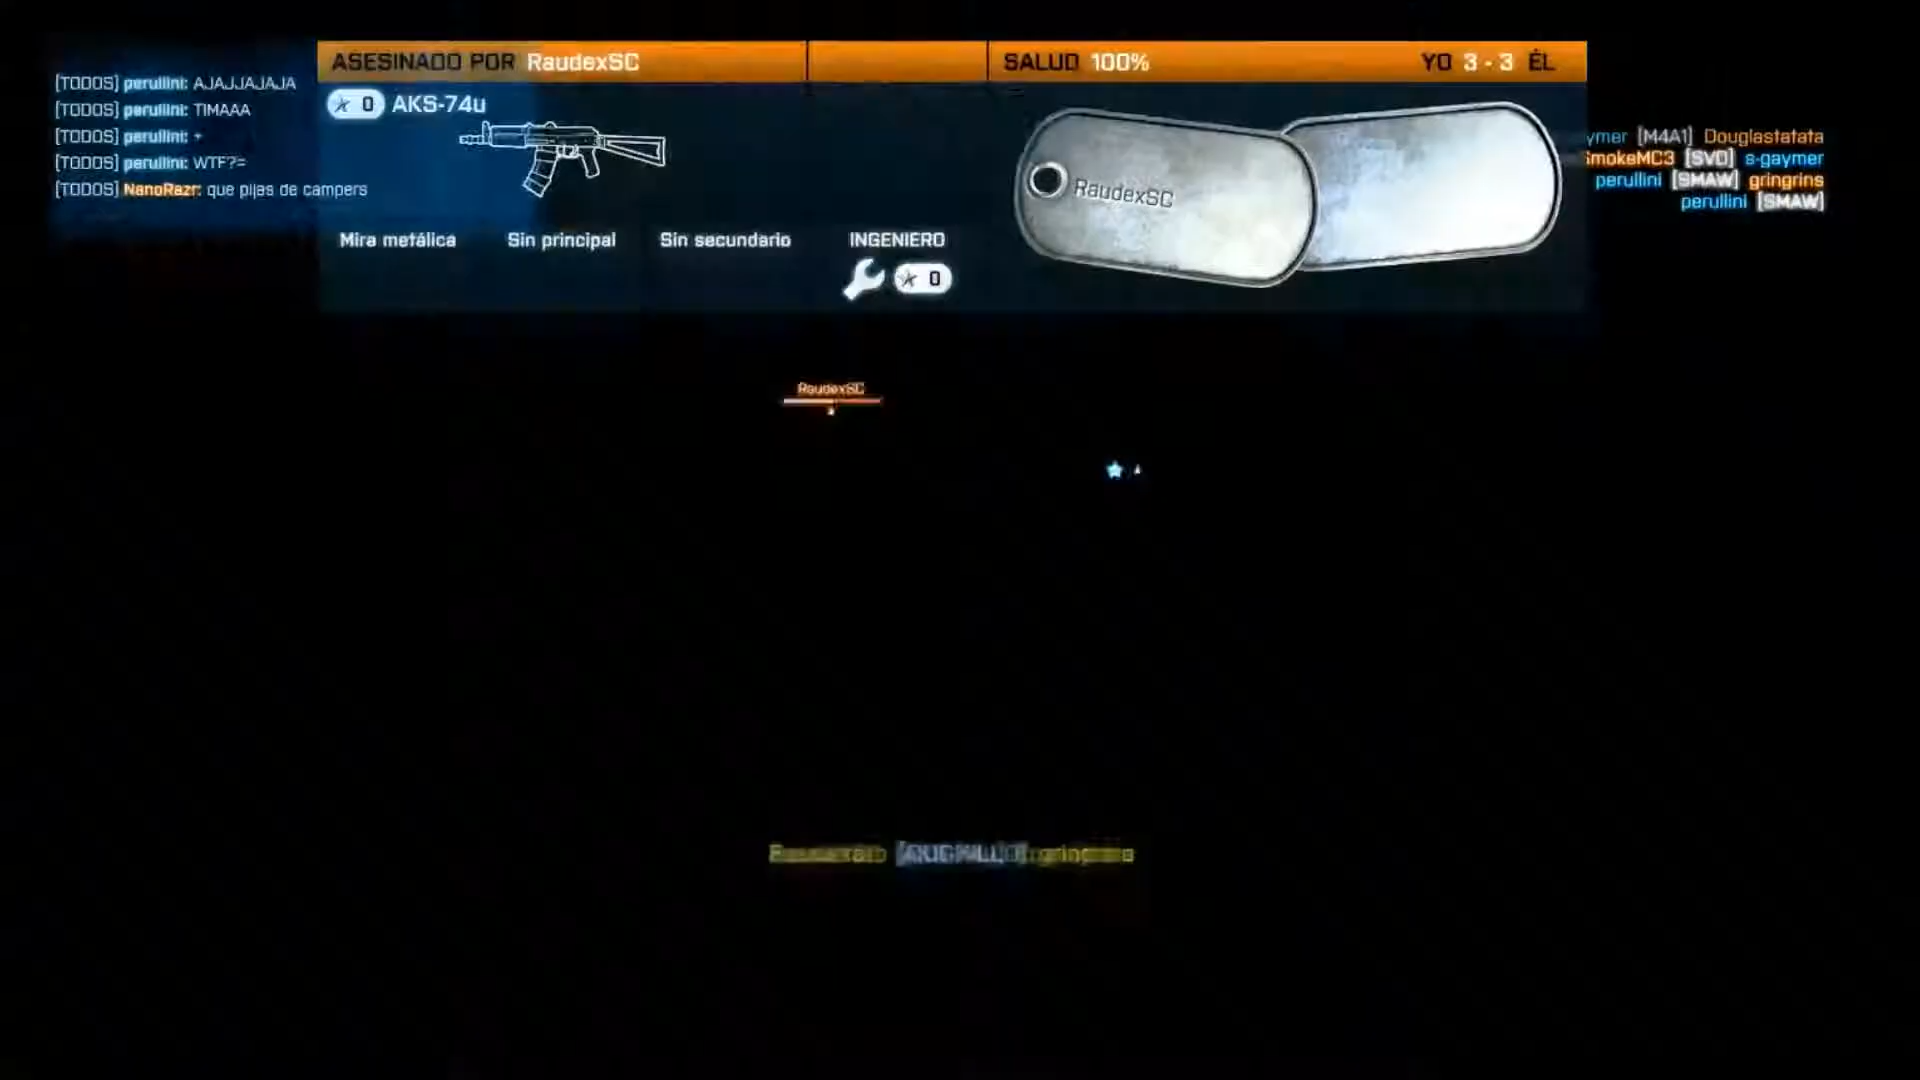 ASESINADO POR RaudexSC
SALUD 100%
YO 3 - 3 ÉL
[TODOS] perullini: AJAJJAJAJA
[TODOS] perullini: TIMAAA
[TODOS] perullini: +
[TODOS] perullini: WTF?=
[TODOS] NanoRazr: que pijas de campers
0 AKS-74u
Mira metálica
Sin principal
Sin secundario
INGENIERO
0
RaudexSC
ymer [M4A1] Douglastatata
SmokeMC3 [SVD] s-gaymer
perullini [SMAW] gringrins
perullini [SMAW]
RaudexSC